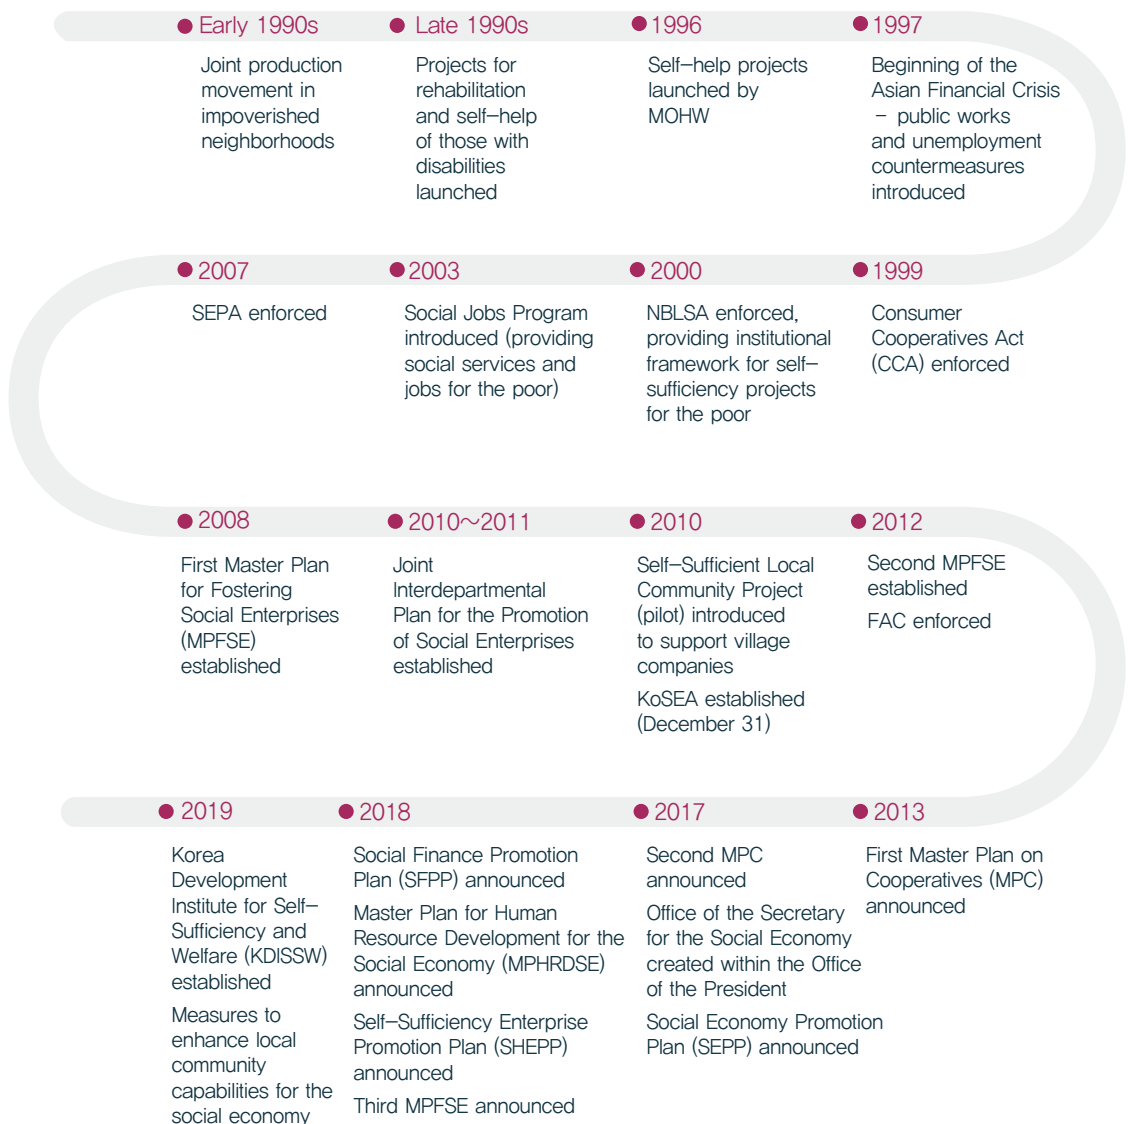 Early 1990s
Joint production
movement in
impoverished
neighborhoods
Late 1990s
Projects for
rehabilitation
and self-help
of those with
disabilities
launched
1996
Self-help projects
launched by
MOHW
1997
Beginning of the
Asian Financial Crisis
- public works
and unemployment
countermeasures
introduced
1999
Consumer
Cooperatives Act
(CCA) enforced
2000
NBLSA enforced,
providing institutional
framework for self-
sufficiency projects
for the poor
2003
Social Jobs Program
introduced (providing
social services and
jobs for the poor)
2007
SEPA enforced
2008
First Master Plan
for Fostering
Social Enterprises
(MPFSE)
established
2010~2011
Joint
Interdepartmental
Plan for the Promotion
of Social Enterprises
established
2010
Self-Sufficient Local
Community Project
(pilot) introduced
to support village
companies
KoSEA established
(December 31)
2012
Second MPFSE
established
FAC enforced
2013
First Master Plan on
Cooperatives (MPC)
announced
2017
Second MPC
announced
Office of the Secretary
for the Social Economy
created within the Office
of the President
Social Economy Promotion
Plan (SEPP) announced
2018
Social Finance Promotion
Plan (SFPP) announced
Master Plan for Human
Resource Development for the
Social Economy (MPHRDSE)
announced
Self-Sufficiency Enterprise
Promotion Plan (SHEPP)
announced
Third MPFSE announced
2019
Korea
Development
Institute for Self-
Sufficiency and
Welfare (KDISSW)
established
Measures to
enhance local
community
capabilities for the
social economy